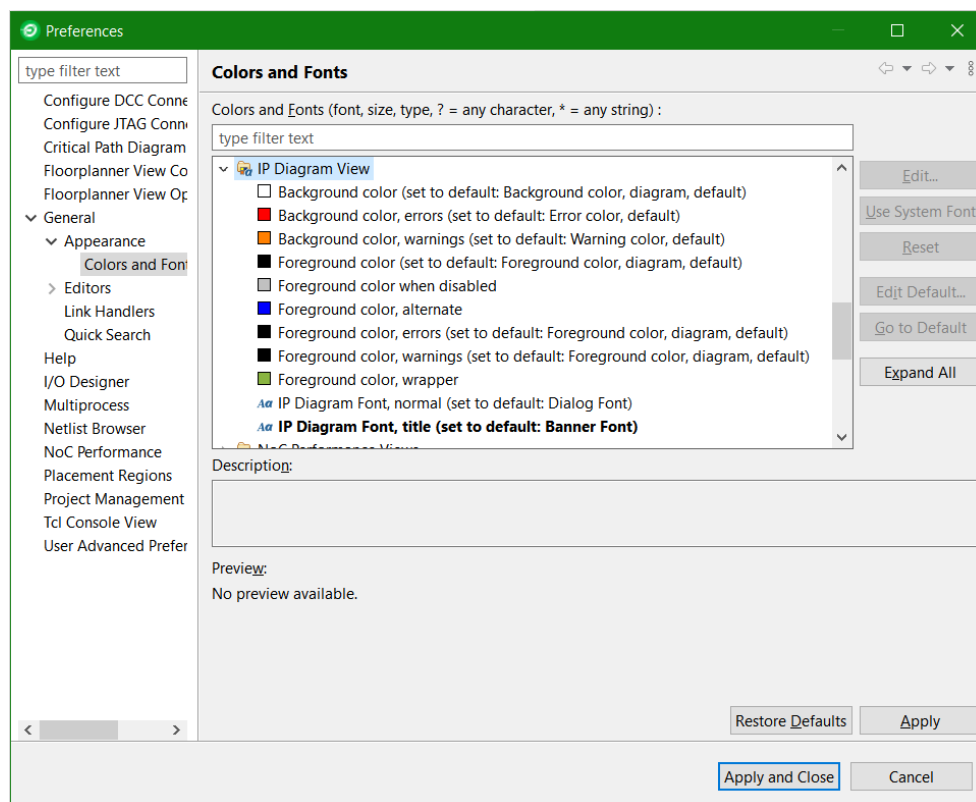 Preferences
type filter text
Configure DCC Conne
Configure JTAG Conn
Critical Path Diagram
Floorplanner View Co
Floorplanner View Op
General
Appearance
Colors and Font
Editors
Link Handlers
Quick Search
Help
I/O Designer
Multiprocess
Netlist Browser
NoC Performance
Placement Regions
Project Management
Tcl Console View
User Advanced Prefer
Colors and Fonts
Colors and Fonts (font, size, type, ? = any character, * = any string) :
type filter text
IP Diagram View
Background color (set to default: Background color, diagram, default)
Background color, errors (set to default: Error color, default)
Background color, warnings (set to default: Warning color, default)
Foreground color (set to default: Foreground color, diagram, default)
Foreground color when disabled
Foreground color, alternate
Foreground color, errors (set to default: Foreground color, diagram, default)
Foreground color, warnings (set to default: Foreground color, diagram, default)
Foreground color, wrapper
Aa IP Diagram Font, normal (set to default: Dialog Font)
Aa IP Diagram Font, title (set to default: Banner Font)
NoC Performance Views
Edit...
Use System Font
Reset
Edit Default...
Go to Default
Expand All
Description:
Preview:
No preview available.
Restore Defaults
Apply
Apply and Close
Cancel